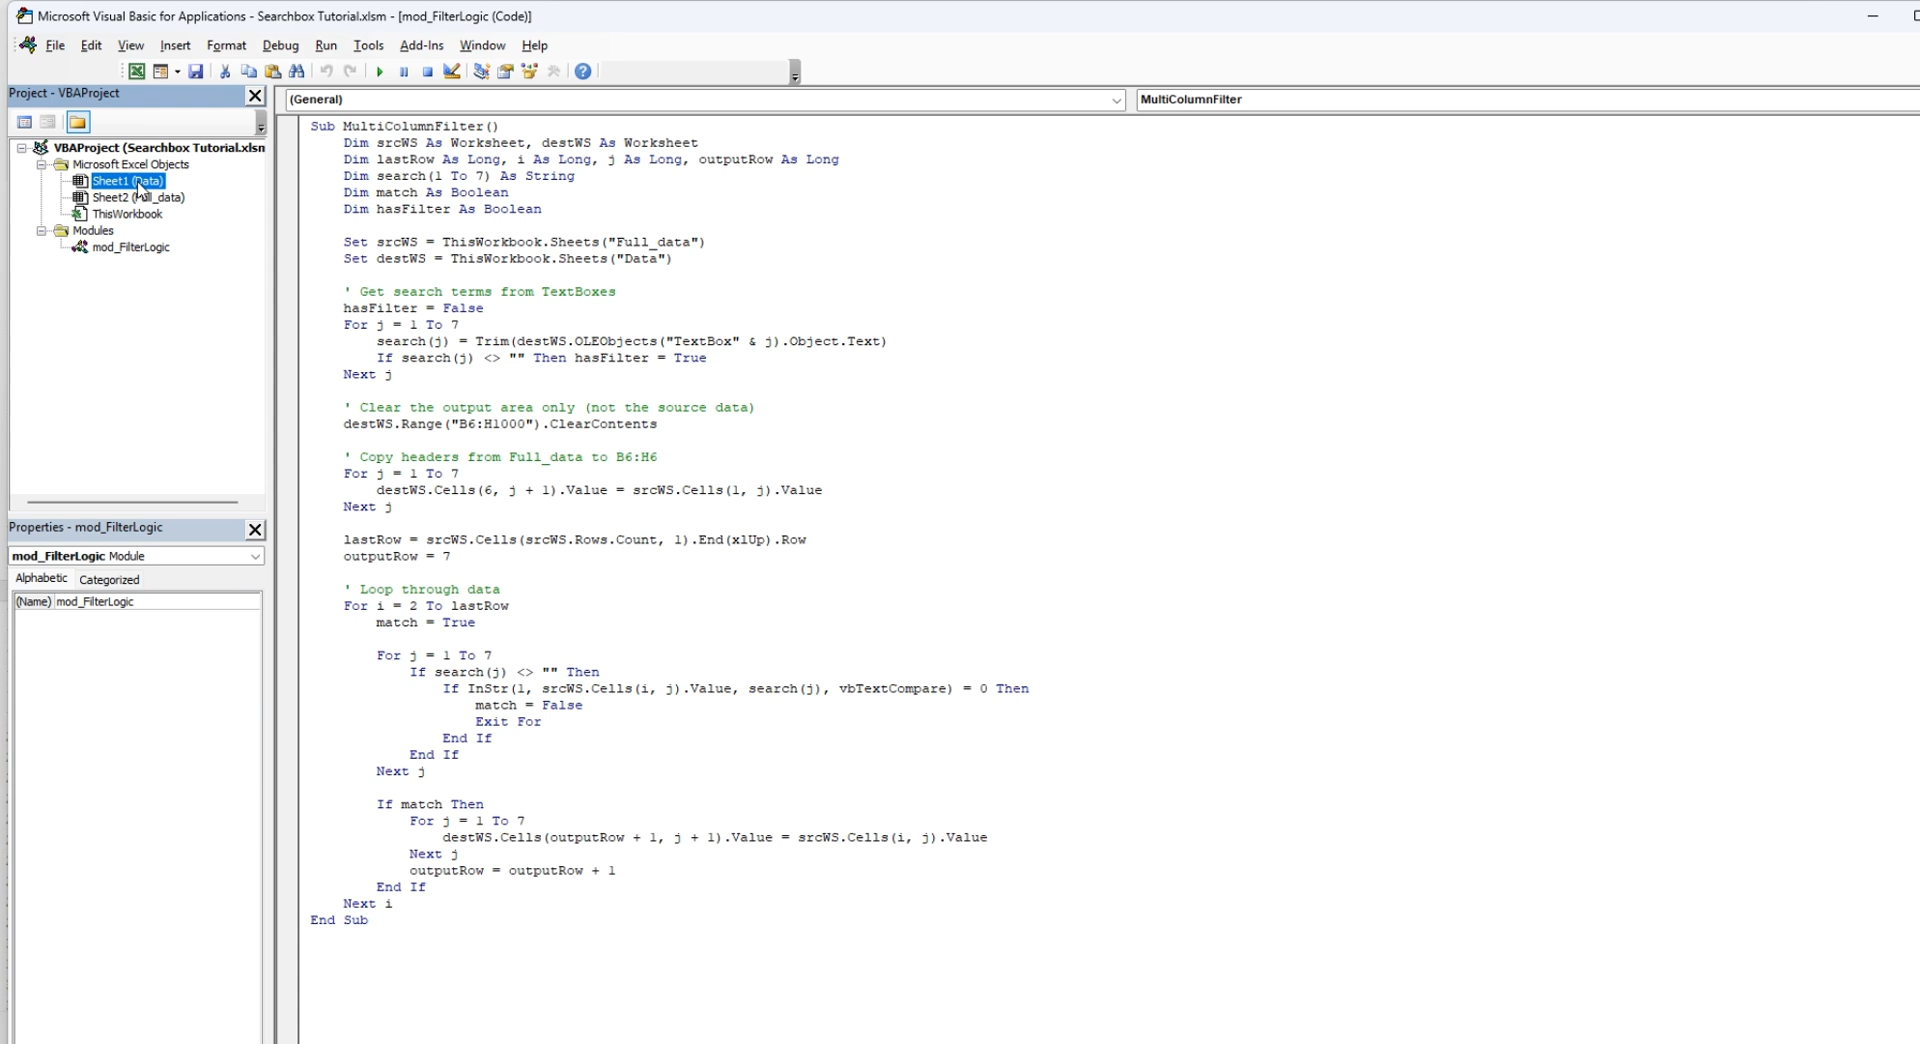 Microsoft Visual Basic for Applications - Searchbox Tutorial.xlsm - [mod_FilterLogic (Code)]
File Edit View Insert Format Debug Run Tools Add-Ins Window Help
Project - VBAProject
(General) MultiColumnFilter
VBAProject (Searchbox Tutorial.xlsm
Microsoft Excel Objects
Sheet1 (Data)
Sheet2 (Full_data)
ThisWorkbook
Modules
mod_FilterLogic
Properties - mod_FilterLogic
mod_FilterLogic Module
Alphabetic Categorized
(Name) mod_FilterLogic
Sub MultiColumnFilter()
Dim srcWS As Worksheet, destWS As Worksheet
Dim lastRow As Long, i As Long, j As Long, outputRow As Long
Dim search(1 To 7) As String
Dim match As Boolean
Dim hasFilter As Boolean
Set srcWS = ThisWorkbook.Sheets("Full_data")
Set destWS = ThisWorkbook.Sheets("Data")
' Get search terms from TextBoxes
hasFilter = False
For j = 1 To 7
search(j) = Trim(destWS.OLEObjects("TextBox" & j).Object.Text)
If search(j) <> "" Then hasFilter = True
Next j
' Clear the output area only (not the source data)
destWS.Range("B6:H1000").ClearContents
' Copy headers from Full_data to B6:H6
For j = 1 To 7
destWS.Cells(6, j + 1).Value = srcWS.Cells(1, j).Value
Next j
lastRow = srcWS.Cells(srcWS.Rows.Count, 1).End(xlUp).Row
outputRow = 7
' Loop through data
For i = 2 To lastRow
match = True
For j = 1 To 7
If search(j) <> "" Then
If InStr(1, srcWS.Cells(i, j).Value, search(j), vbTextCompare) = 0 Then
match = False
Exit For
End If
End If
Next j
If match Then
For j = 1 To 7
destWS.Cells(outputRow + 1, j + 1).Value = srcWS.Cells(i, j).Value
Next j
outputRow = outputRow + 1
End If
Next i
End Sub